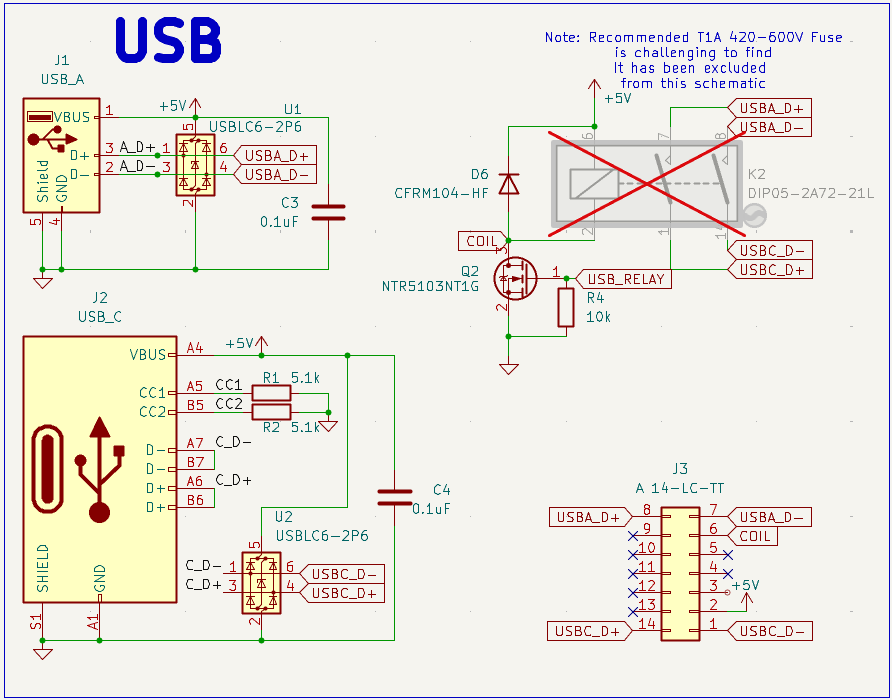 USB
Note: Recommended T1A 420-600V Fuse
is challenging to find
It has been excluded
from this schematic
J1
USB_A
VBUS 1
D+ 3 A_D+
D- 2 A_D-
Shield
GND
5
4
+5V
U1
USBLC6-2P6
5
1
3
6 USBA_D+
4 USBA_D-
2
C3
0.1uF
+5V
USBA_D+
USBA_D-
6
7
8
D6
CFRM104-HF
K2
DIP05-2A72-21L
2
1
14
COIL
3
Q2
NTR5103NT1G
1
2
USB_RELAY
R4
10k
USBC_D-
USBC_D+
J2
USB_C
VBUS A4
+5V
CC1 A5 CC1
CC2 B5 CC2
R1 5.1k
R2 5.1k
D- A7 C_D-
D- B7
D+ A6 C_D+
D+ B6
SHIELD
GND
S1
A1
C4
0.1uF
U2
USBLC6-2P6
5
C_D- 1
C_D+ 3
6 USBC_D-
4 USBC_D+
2
J3
A 14-LC-TT
USBA_D+ 8
9
10
11
12
13
USBC_D+ 14
7 USBA_D-
6 COIL
5
4
3
+5V
2
1 USBC_D-